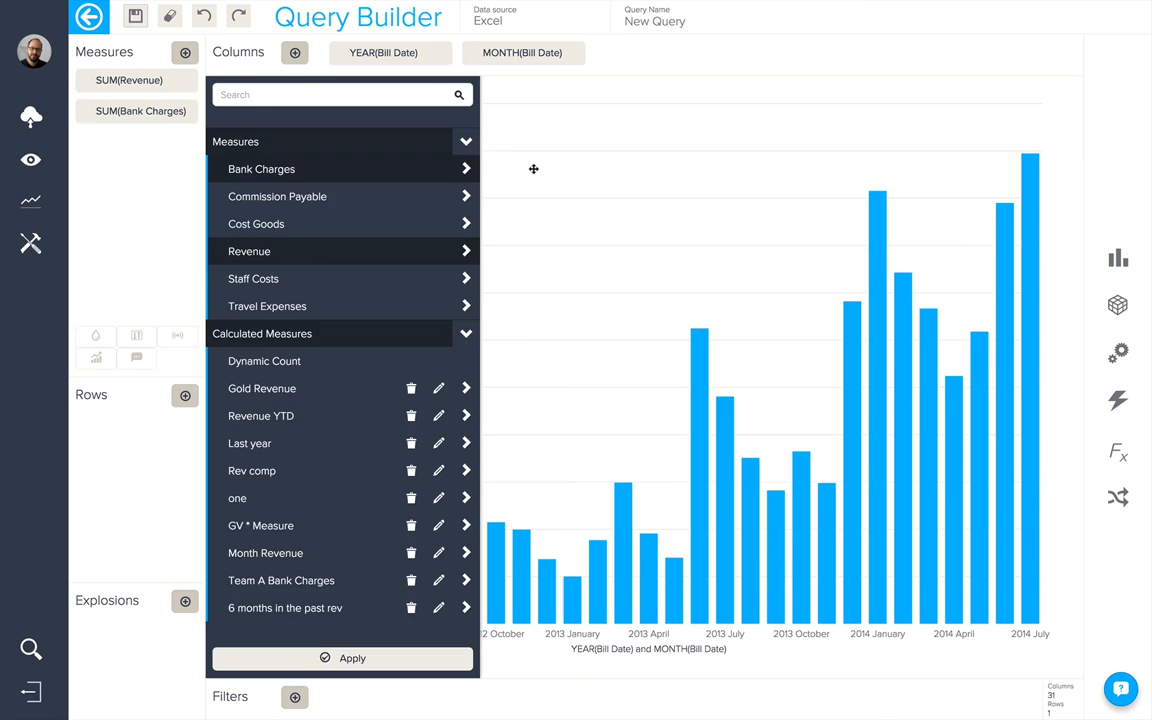 Query Builder
Data source
Excel
Query Name
New Query
Measures
SUM(Revenue)
SUM(Bank Charges)
Columns
YEAR(Bill Date)
MONTH(Bill Date)
Search
Measures
Bank Charges
Commission Payable
Cost Goods
Revenue
Staff Costs
Travel Expenses
Calculated Measures
Dynamic Count
Gold Revenue
Revenue YTD
Last year
Rev comp
one
GV * Measure
Month Revenue
Team A Bank Charges
6 months in the past rev
Apply
Rows
Explosions
2 October
2013 January
2013 April
2013 July
2013 October
2014 January
2014 April
2014 July
YEAR(Bill Date) and MONTH(Bill Date)
Filters
Columns
31
Rows
1
Fx
?